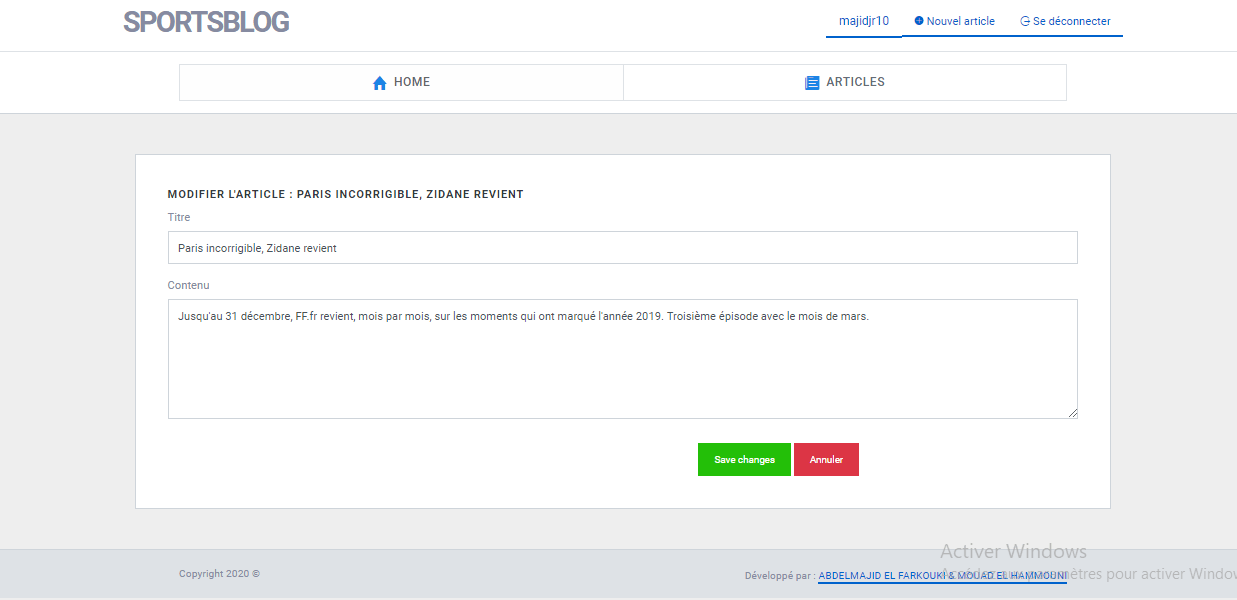 SPORTSBLOG
majidjr10 Nouvel article Se déconnecter
HOME ARTICLES
MODIFIER L'ARTICLE : PARIS INCORRIGIBLE, ZIDANE REVIENT
Titre
Paris incorrigible, Zidane revient
Contenu
Jusqu'au 31 décembre, FF.fr revient, mois par mois, sur les moments qui ont marqué l'année 2019. Troisième épisode avec le mois de mars.
Save changes Annuler
Activer Windows
Copyright 2020 ©
Développé par : ABDELMAJID EL FARKOUKI & MOUAD EL HAMMOUNI
Accédez aux paramètres pour activer Windows